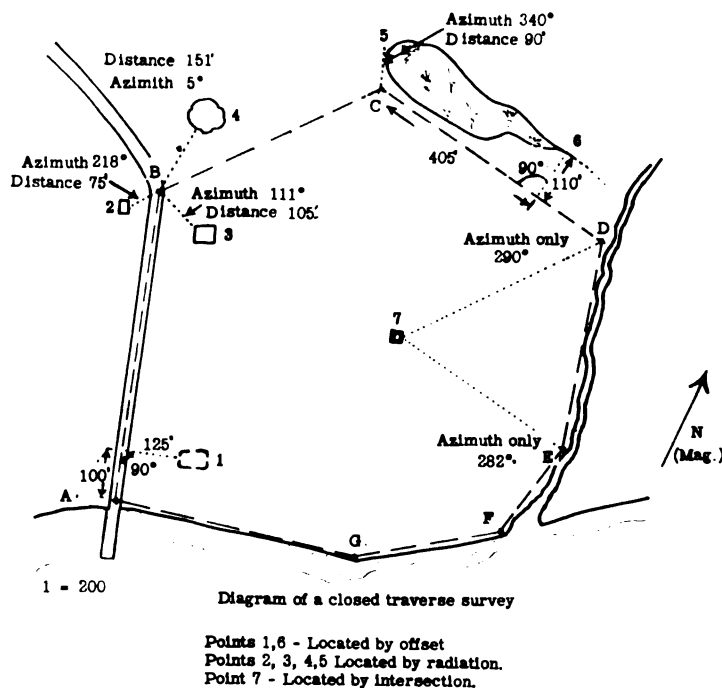 5
Azimuth 340°
Distance 90'
Distance 151'
Azimith 5°
4
C
6
405'
90°
110'
Azimuth 218°
Distance 75'
B
2
Azimuth 111°
Distance 105'
3
Azimuth only
290°
D
7
N
(Mag.)
Azimuth only
282°
E
125'
1
100'
90°
A
F
G
1 = 200
Diagram of a closed traverse survey
Points 1,6 - Located by offset
Points 2, 3, 4,5 Located by radiation.
Point 7 - Located by intersection.